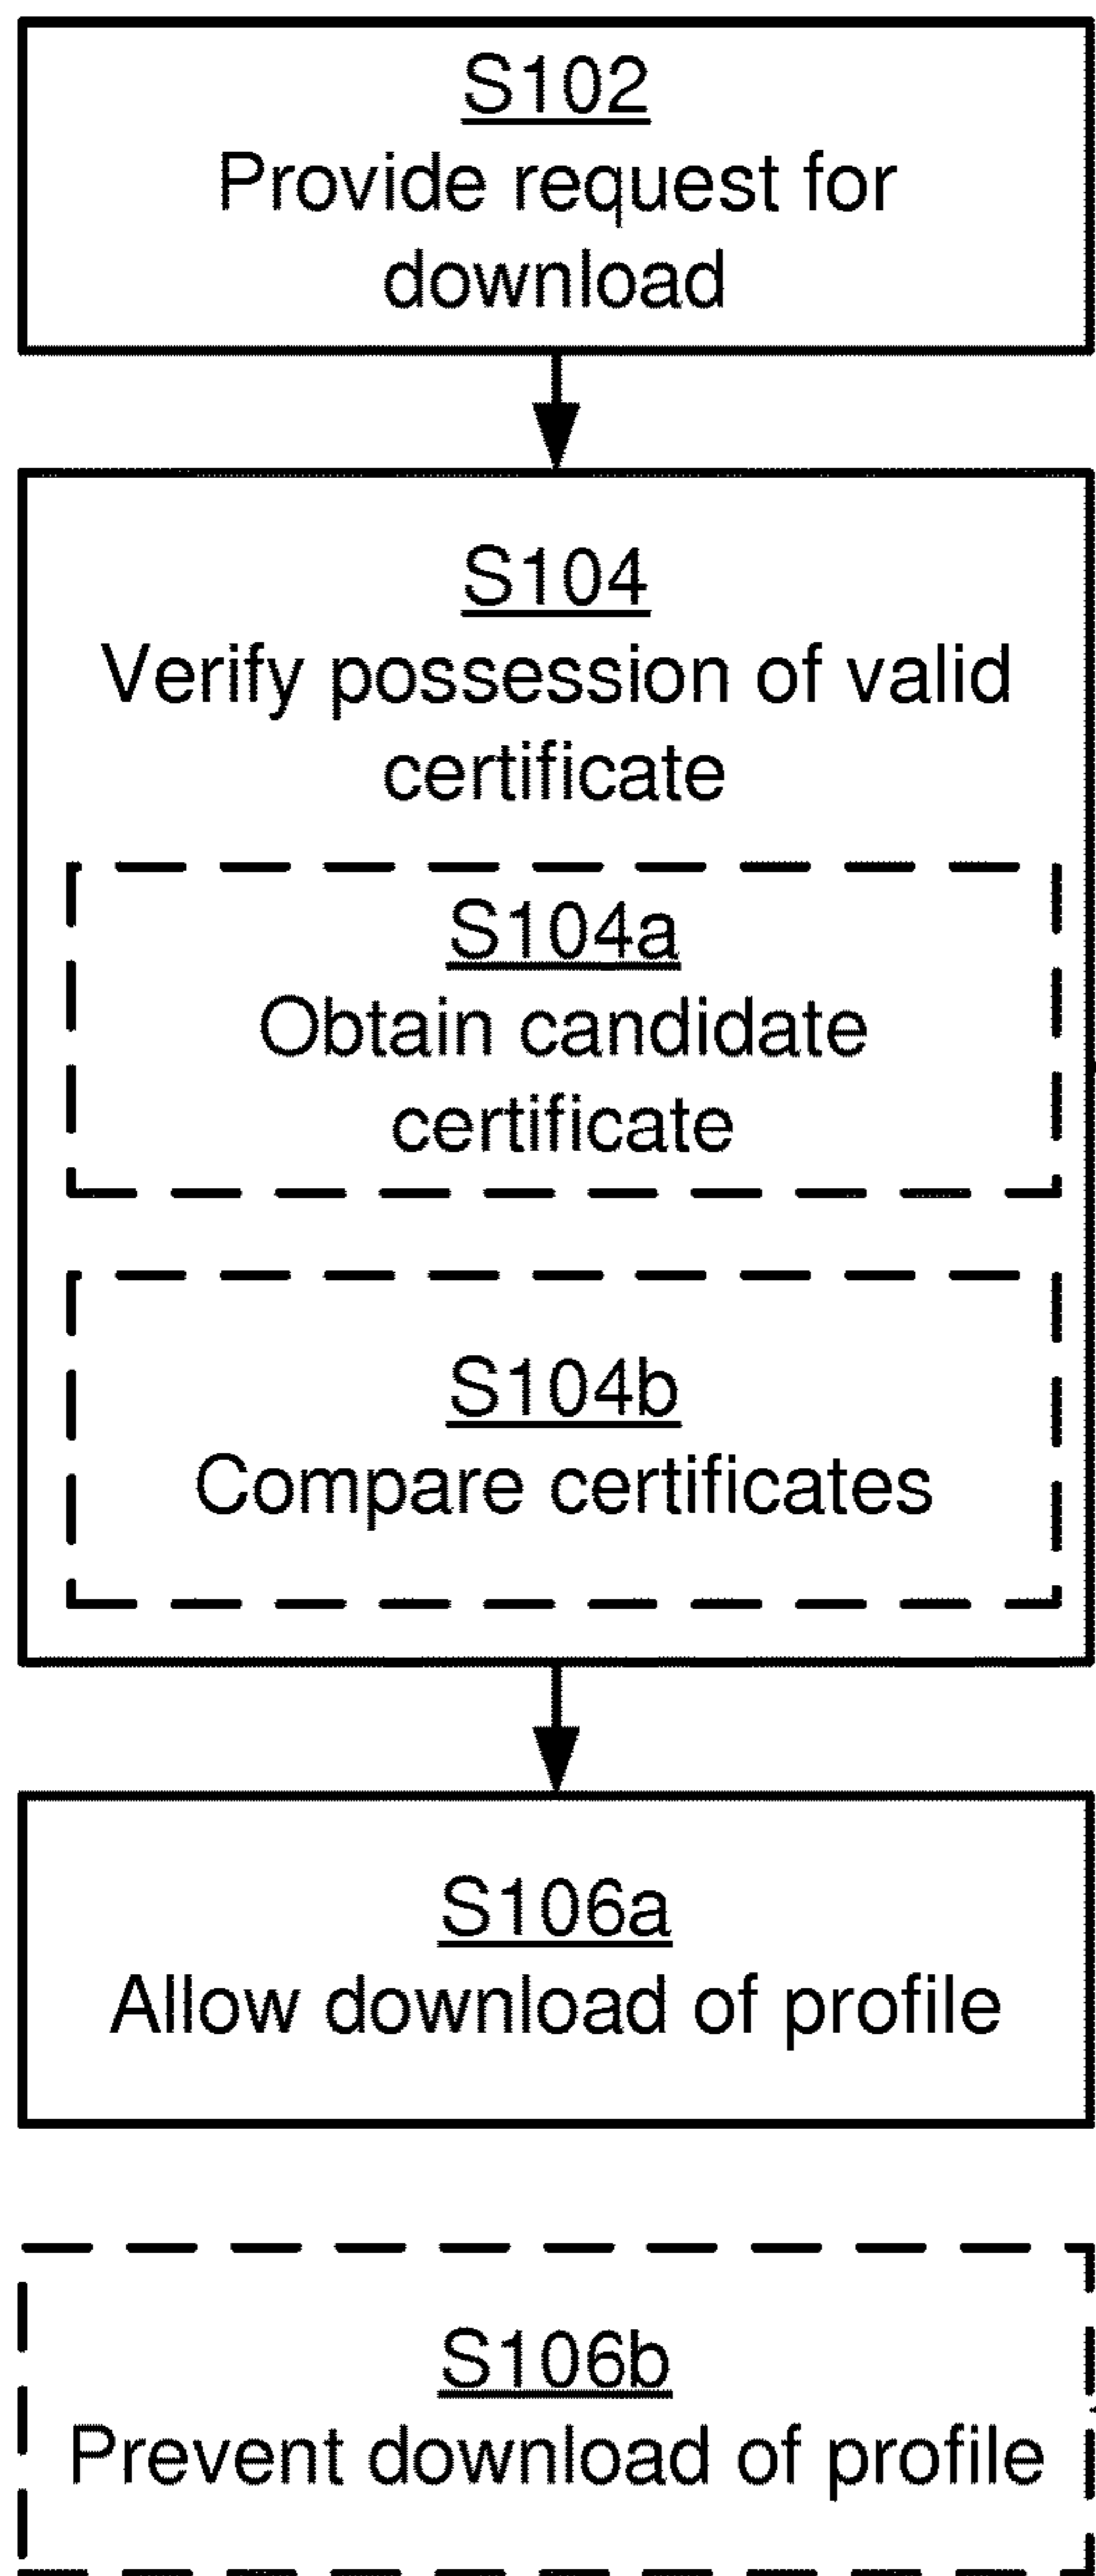 S102
Provide request for
download
S104
Verify possession of valid
certificate
S104a
Obtain candidate
certificate
S104b
Compare certificates
S106a
Allow download of profile
S106b
Prevent download of profile